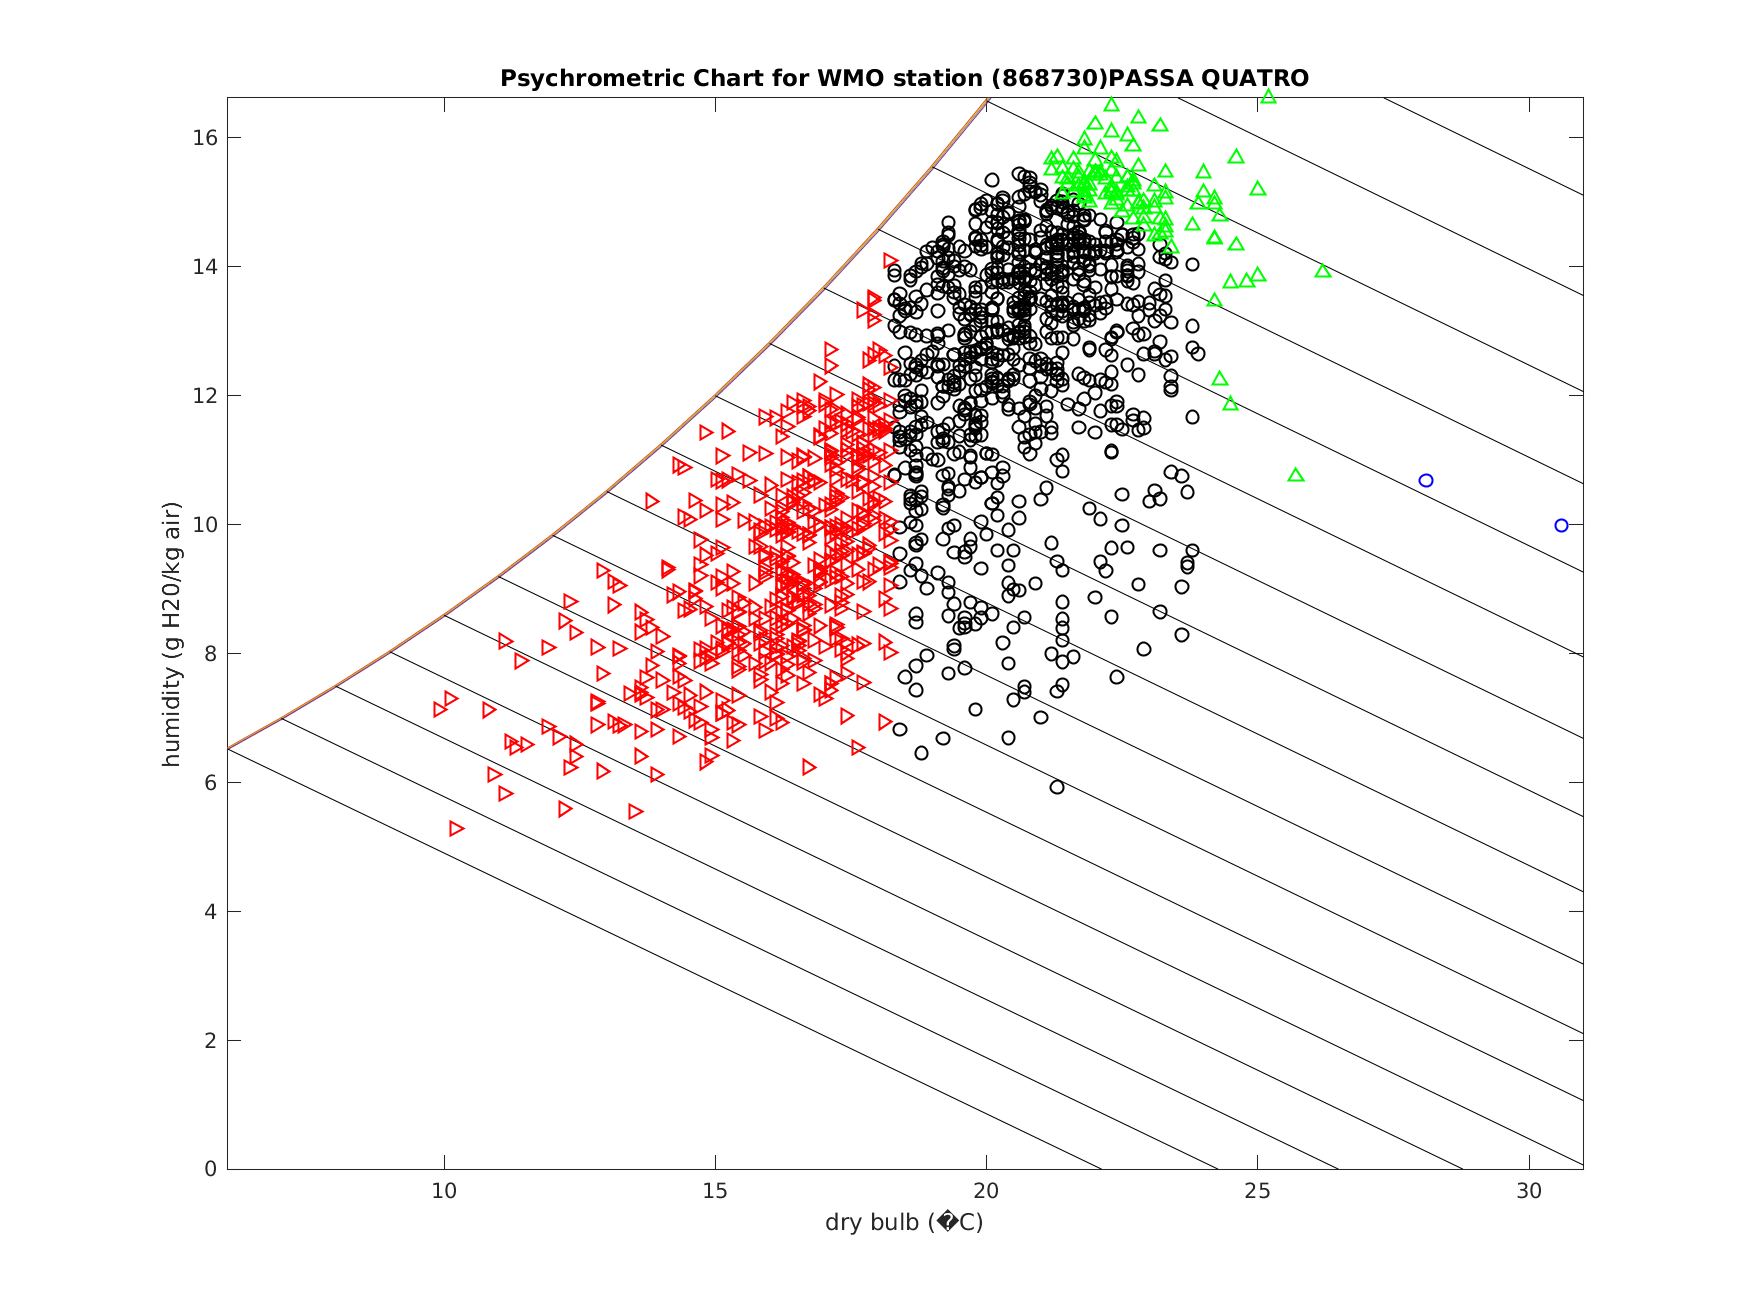 Psychrometric Chart for WMO station (868730)PASSA QUATRO
16
14
12
10
8
6
4
2
0
humidity (g H20/kg air)
10 15 20 25 30
dry bulb (�C)